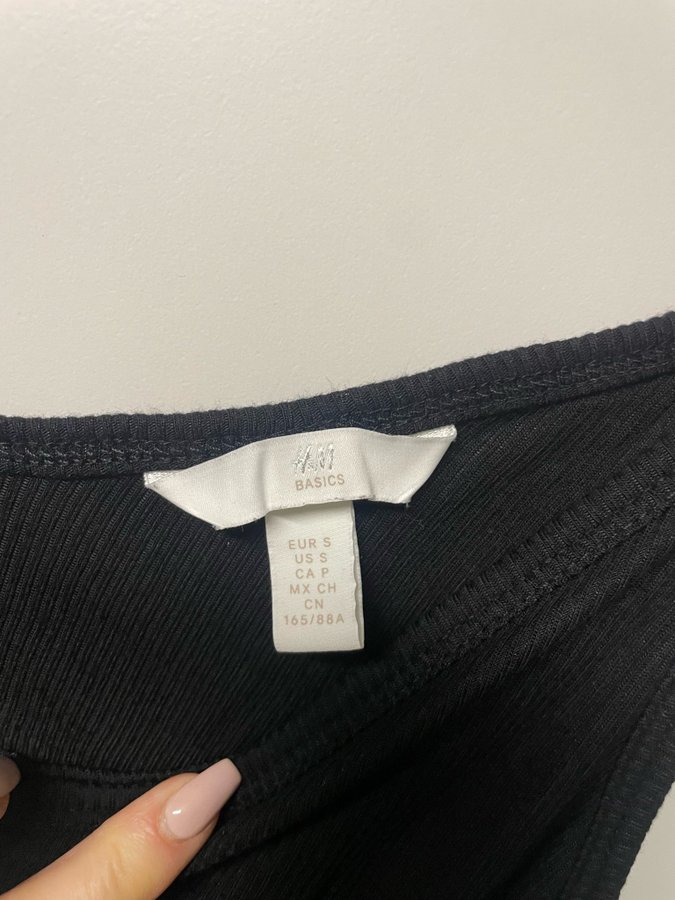 H&M
BASICS
EUR S
US S
CA P
MX CH
CN
165/88A